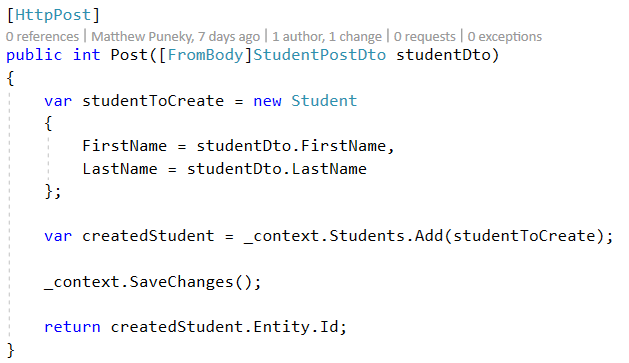 [HttpPost]
0 references | Matthew Puneky, 7 days ago | 1 author, 1 change | 0 requests | 0 exceptions
public int Post([FromBody]StudentPostDto studentDto)
{
    var studentToCreate = new Student
    {
        FirstName = studentDto.FirstName,
        LastName = studentDto.LastName
    };

    var createdStudent = _context.Students.Add(studentToCreate);

    _context.SaveChanges();

    return createdStudent.Entity.Id;
}